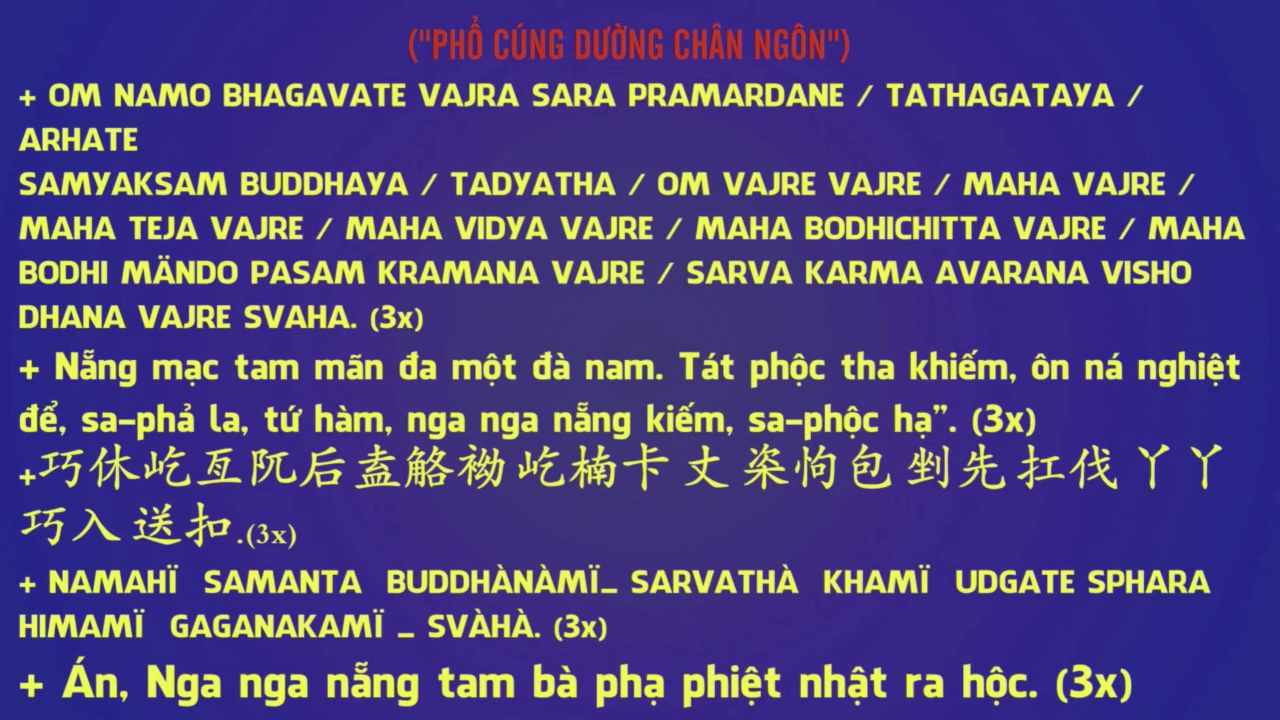 ("PHỔ CÚNG DƯỜNG CHÂN NGÔN")
+ OM NAMO BHAGAVATE VAJRA SARA PRAMARDANE / TATHAGATAYA /
ARHATE
SAMYAKSAM BUDDHAYA / TADYATHA / OM VAJRE VAJRE / MAHA VAJRE /
MAHA TEJA VAJRE / MAHA VIDYA VAJRE / MAHA BODHICHITTA VAJRE / MAHA
BODHI MÄNDO PASAM KRAMANA VAJRE / SARVA KARMA AVARANA VISHO
DHANA VAJRE SVAHA. (3x)
+ Nẵng mạc tam mãn đa một đà nam. Tát phộc tha khiếm, ôn ná nghiệt
để, sa-phả la, tứ hàm, nga nga nẵng kiếm, sa-phộc hạ”. (3x)
+巧休屹亙阢后盍觡袎屹楠卡 丈 粢怐包 剉先 扛伐 丫丫
巧入 送扣.(3x)
+ NAMAHÏ SAMANTA BUDDHÀNÀMÏ_ SARVATHÀ KHAMÏ UDGATE SPHARA
HIMAMÏ GAGANAKAMÏ _ SVÀHÀ. (3x)
+ Án, Nga nga nẵng tam bà phạ phiệt nhật ra hộc. (3x)